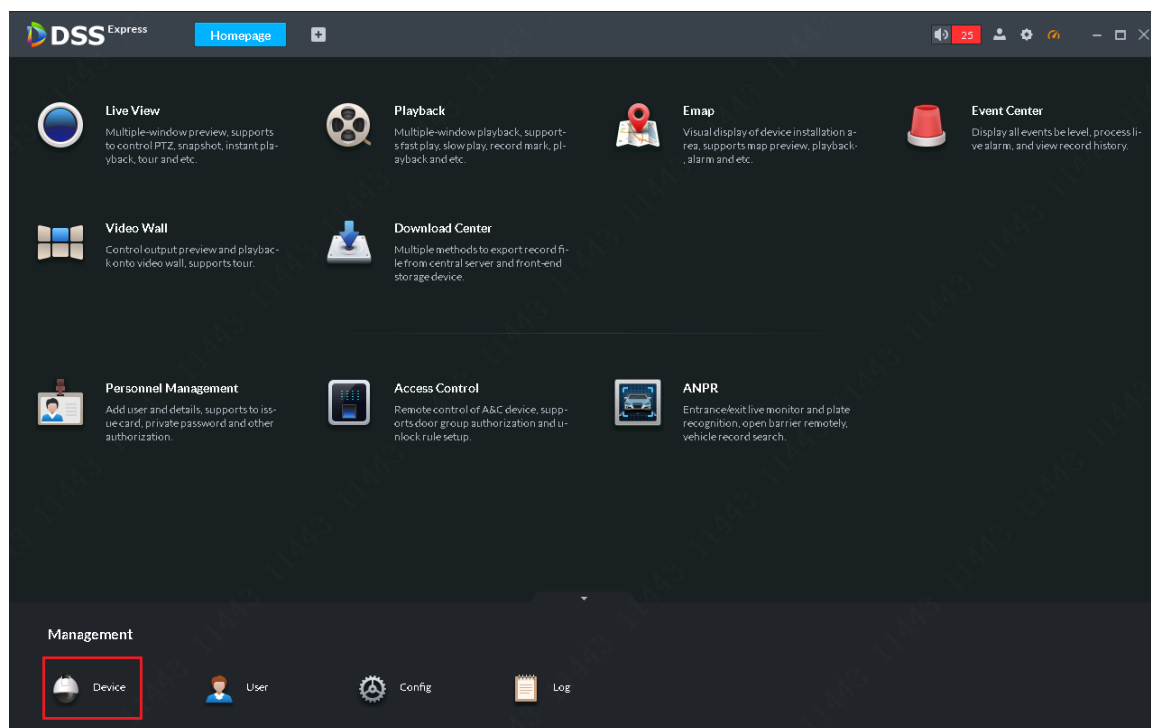 DSS Express
Homepage
25
Live View
Multiple-window preview, supports
to control PTZ, snapshot, instant pla-
yback, tour and etc.
Playback
Multiple-window playback, support-
s fast play, slow play, record mark, pl-
ayback and etc.
Emap
Visual display of device installation a-
rea, supports map preview, playback-
, alarm and etc.
Event Center
Display all events be level, process li-
ve alarm, and view record history.
Video Wall
Control output preview and playbac-
k onto video wall, supports tour.
Download Center
Multiple methods to export record fi-
le from central server and front-end
storage device.
Personnel Management
Add user and details, supports to iss-
ue card, private password and other
authorization.
Access Control
Remote control of A&C device, supp-
orts door group authorization and u-
nlock rule setup.
ANPR
Entrance/exit live monitor and plate
recognition, open barrier remotely,
vehicle record search.
Management
Device
User
Config
Log